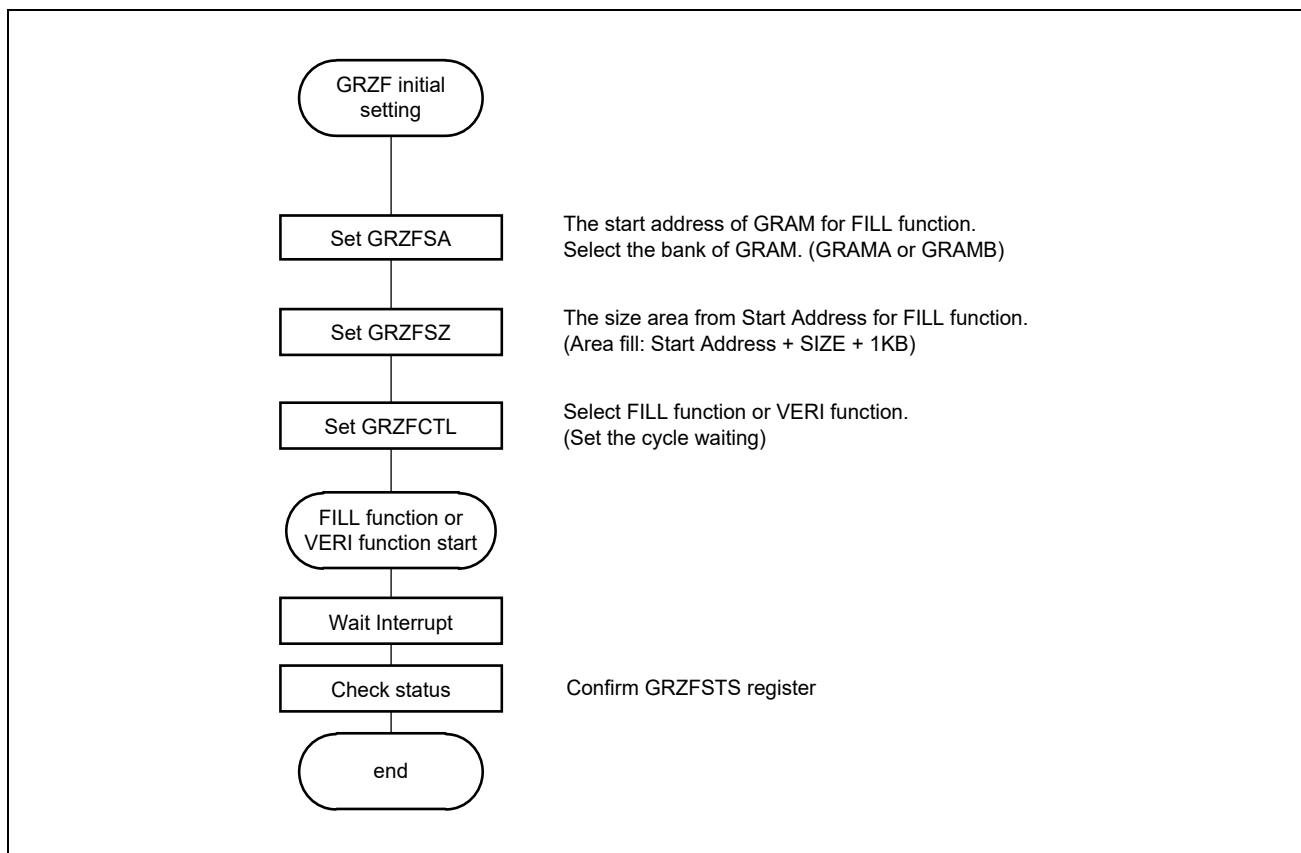 GRZF initial
setting
Set GRZFSA
The start address of GRAM for FILL function.
Select the bank of GRAM. (GRAMA or GRAMB)
Set GRZFSZ
The size area from Start Address for FILL function.
(Area fill: Start Address + SIZE + 1KB)
Set GRZFCTL
Select FILL function or VERI function.
(Set the cycle waiting)
FILL function or
VERI function start
Wait Interrupt
Check status
Confirm GRZFSTS register
end